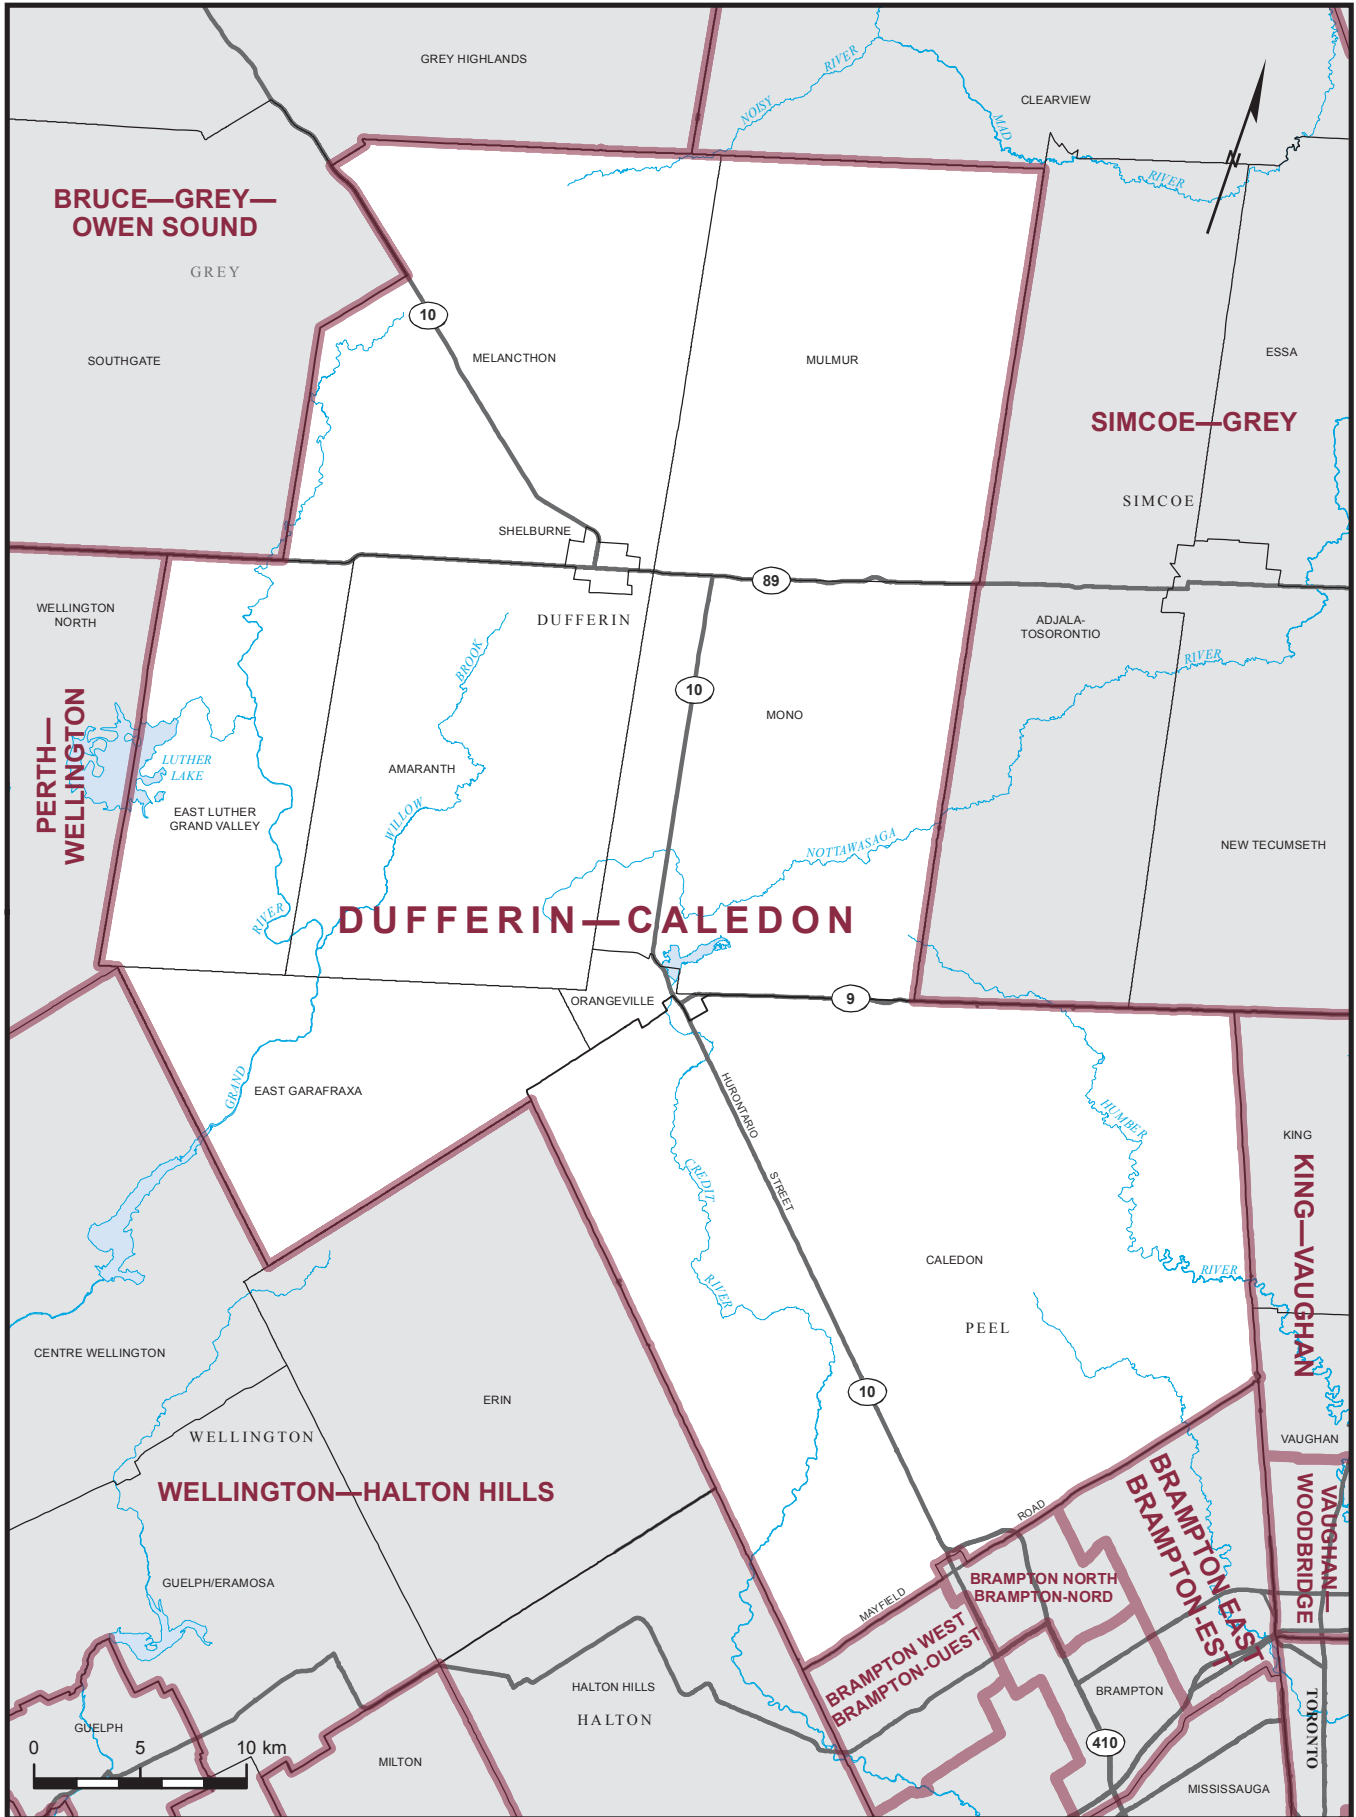 GREY HIGHLANDS
NOISY
RIVER
CLEARVIEW
MAD
RIVER
N
BRUCE—GREY—
OWEN SOUND
GREY
10
SOUTHGATE
MELANCTHON
MULMUR
ESSA
SIMCOE—GREY
SIMCOE
SHELBURNE
89
WELLINGTON
NORTH
DUFFERIN
ADJALA-
TOSORONTIO
BROOK
RIVER
10
MONO
PERTH—
WELLINGTON
LUTHER
LAKE
AMARANTH
EAST LUTHER
GRAND VALLEY
WILLOW
NOTTAWASAGA
NEW TECUMSETH
RIVER
DUFFERIN—CALEDON
ORANGEVILLE
9
GRAND
EAST GARAFRAXA
HURONTARIO
STREET
HUMBER
RIVER
KING
KING—VAUGHAN
CREDIT
RIVER
CALEDON
PEEL
CENTRE WELLINGTON
ERIN
10
WELLINGTON
WELLINGTON—HALTON HILLS
VAUGHAN
VAUGHAN—
WOODBRIDGE
ROAD
BRAMPTON EAST
BRAMPTON-EST
GUELPH/ERAMOSA
BRAMPTON NORTH
BRAMPTON-NORD
MAYFIELD
BRAMPTON WEST
BRAMPTON-OUEST
HALTON HILLS
HALTON
BRAMPTON
TORONTO
GUELPH
410
0 5 10 km
MILTON
MISSISSAUGA